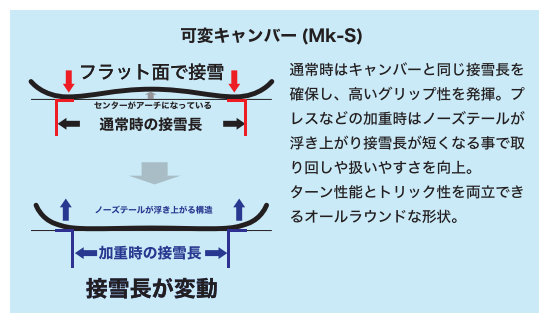 可変キャンバー (Mk-S)
フラット面で接雪
センターがアーチになっている
通常時の接雪長
ノーズテールが浮き上がる構造
加重時の接雪長
接雪長が変動
通常時はキャンバーと同じ接雪長を
確保し、高いグリップ性を発揮。プ
レスなどの加重時はノーズテールが
浮き上がり接雪長が短くなる事で取
り回しや扱いやすさを向上。
ターン性能とトリック性を両立でき
るオールラウンドな形状。